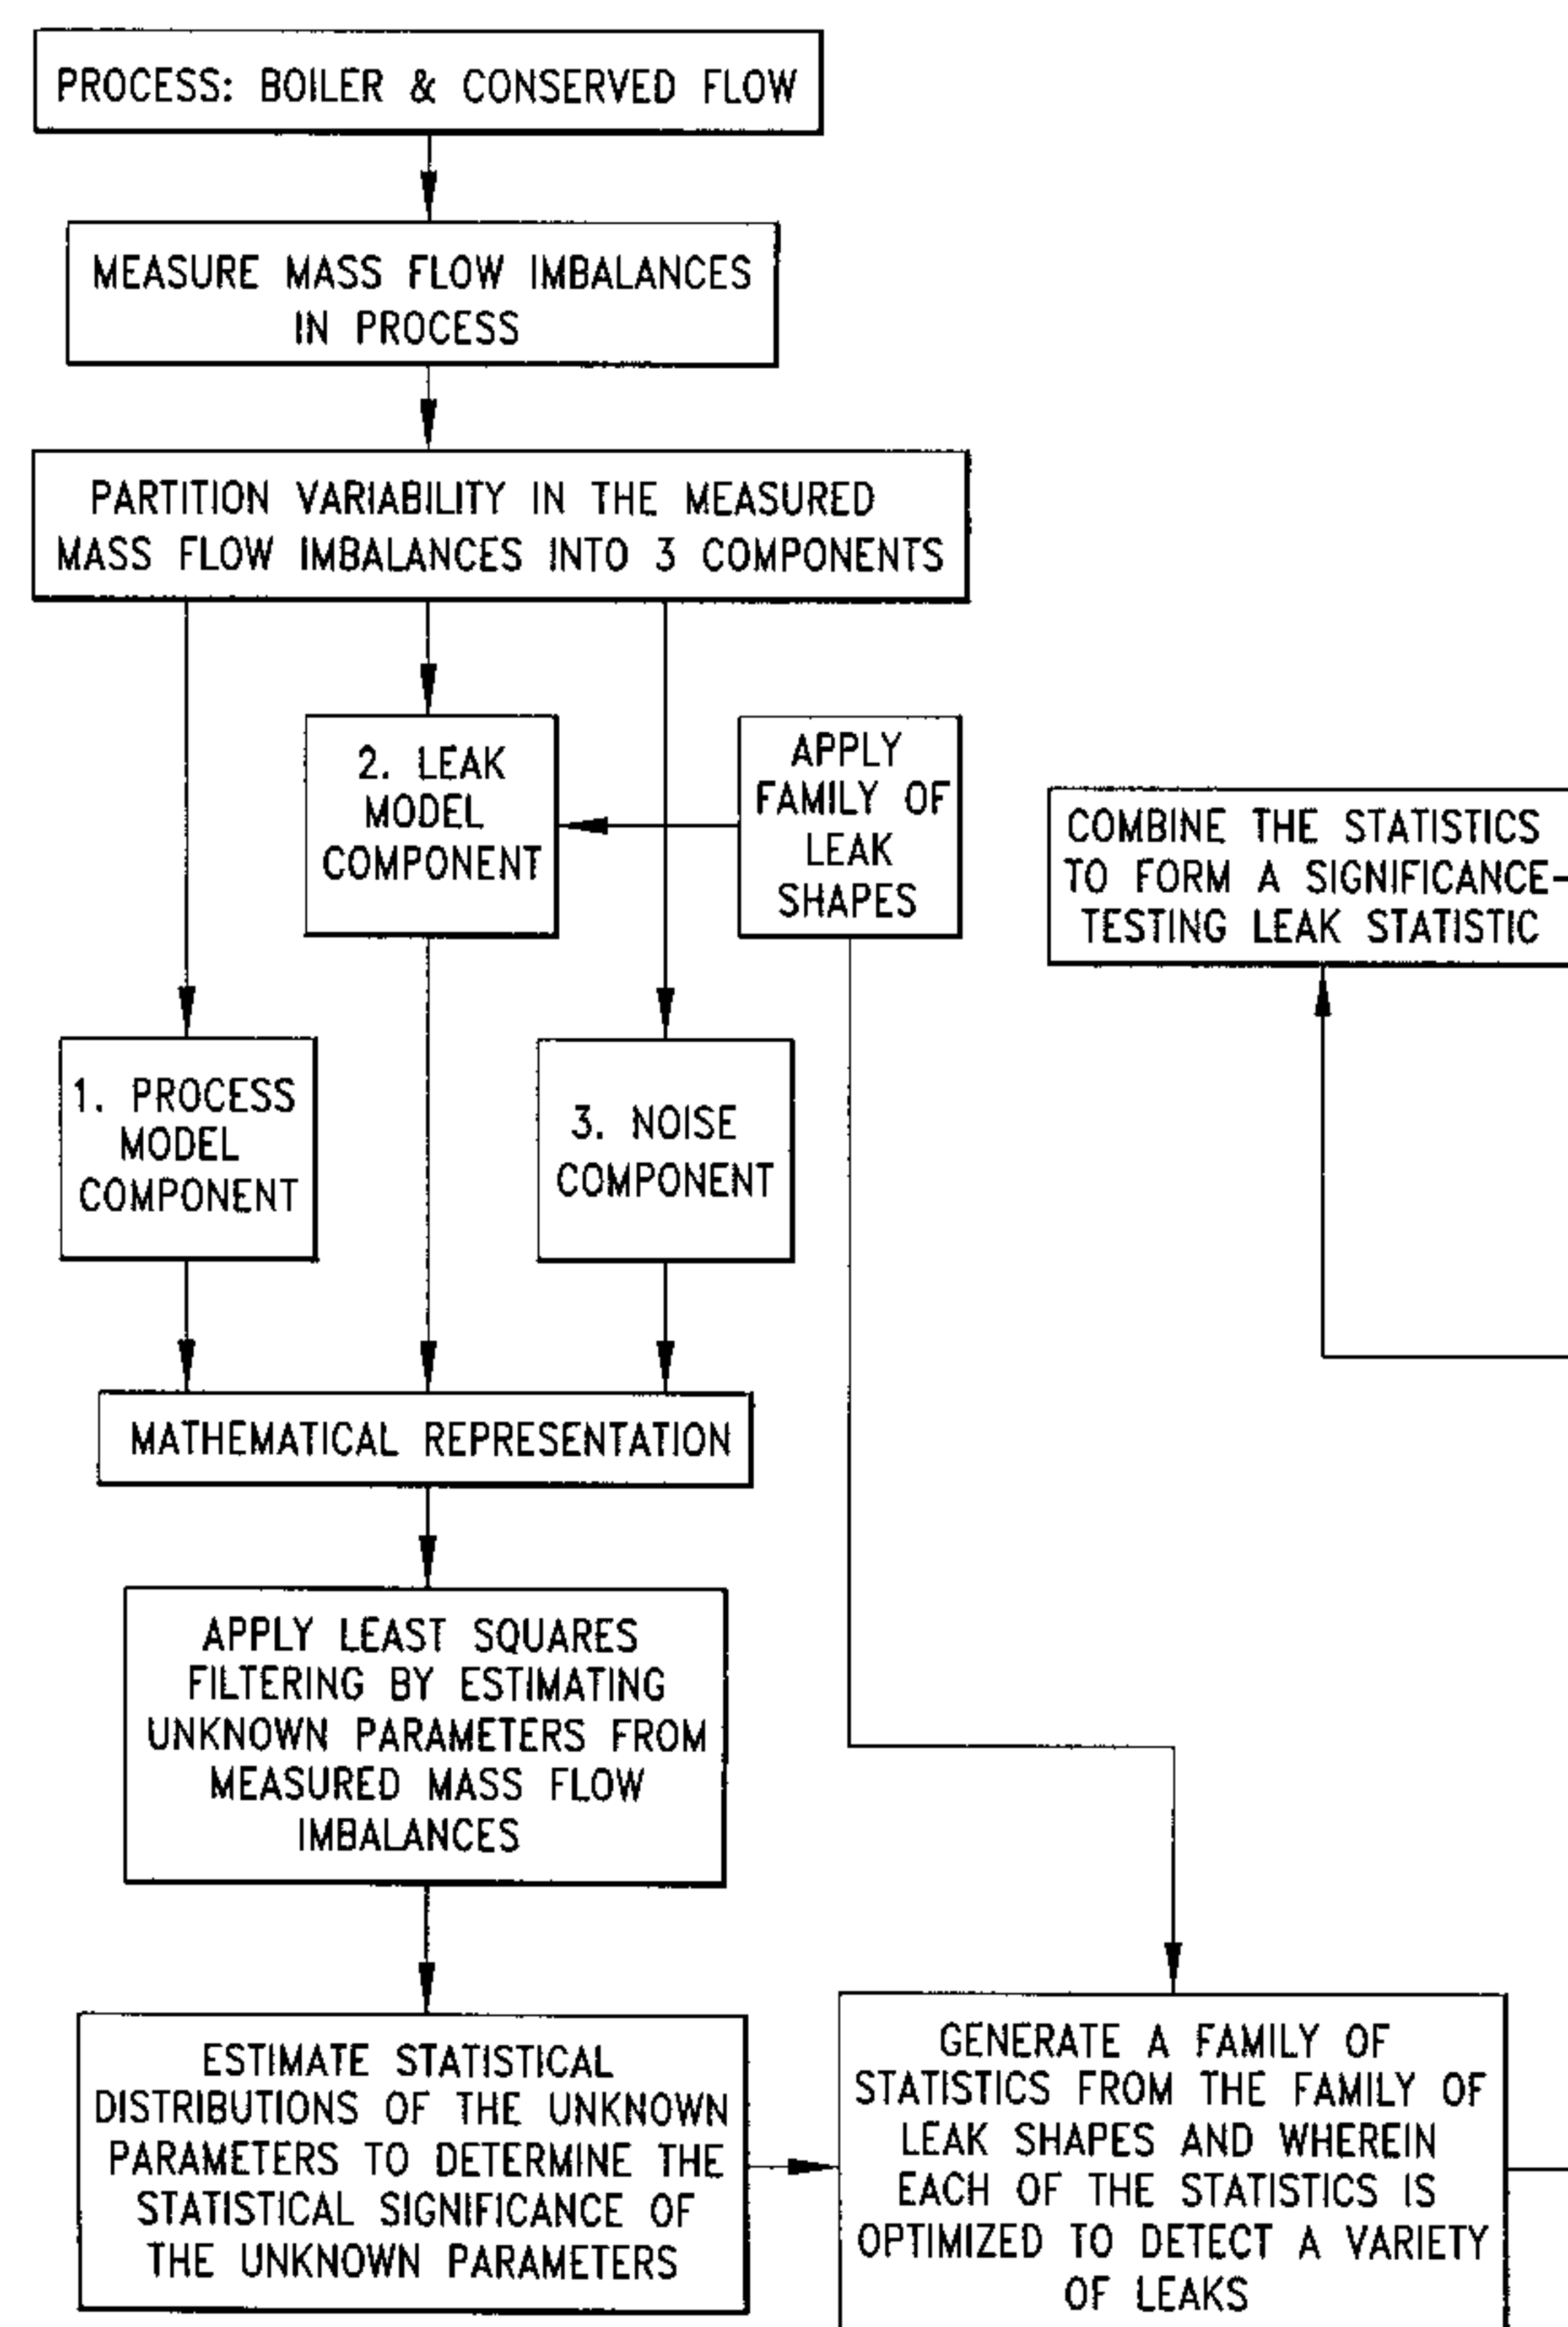 PROCESS: BOILER & CONSERVED FLOW
MEASURE MASS FLOW IMBALANCES
IN PROCESS
PARTITION VARIABILITY IN THE MEASURED
MASS FLOW IMBALANCES INTO 3 COMPONENTS
2. LEAK
MODEL
COMPONENT
APPLY
FAMILY OF
LEAK
SHAPES
COMBINE THE STATISTICS
TO FORM A SIGNIFICANCE-
TESTING LEAK STATISTIC
1. PROCESS
MODEL
COMPONENT
3. NOISE
COMPONENT
MATHEMATICAL REPRESENTATION
APPLY LEAST SQUARES
FILTERING BY ESTIMATING
UNKNOWN PARAMETERS FROM
MEASURED MASS FLOW
IMBALANCES
ESTIMATE STATISTICAL
DISTRIBUTIONS OF THE UNKNOWN
PARAMETERS TO DETERMINE THE
STATISTICAL SIGNIFICANCE OF
THE UNKNOWN PARAMETERS
GENERATE A FAMILY OF
STATISTICS FROM THE FAMILY OF
LEAK SHAPES AND WHEREIN
EACH OF THE STATISTICS IS
OPTIMIZED TO DETECT A VARIETY
OF LEAKS